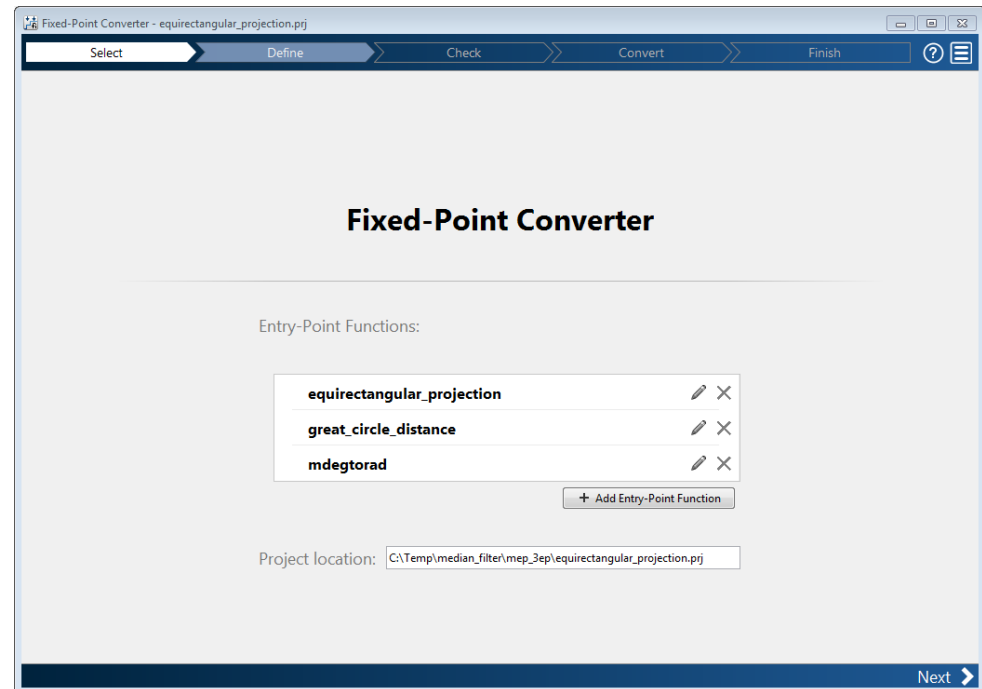 Fixed-Point Converter - equirectangular_projection.prj
Select Define Check Convert Finish
Fixed-Point Converter
Entry-Point Functions:
equirectangular_projection
great_circle_distance
mdegtorad
+ Add Entry-Point Function
Project location: C:\Temp\median_filter\mep_3ep\equirectangular_projection.prj
Next